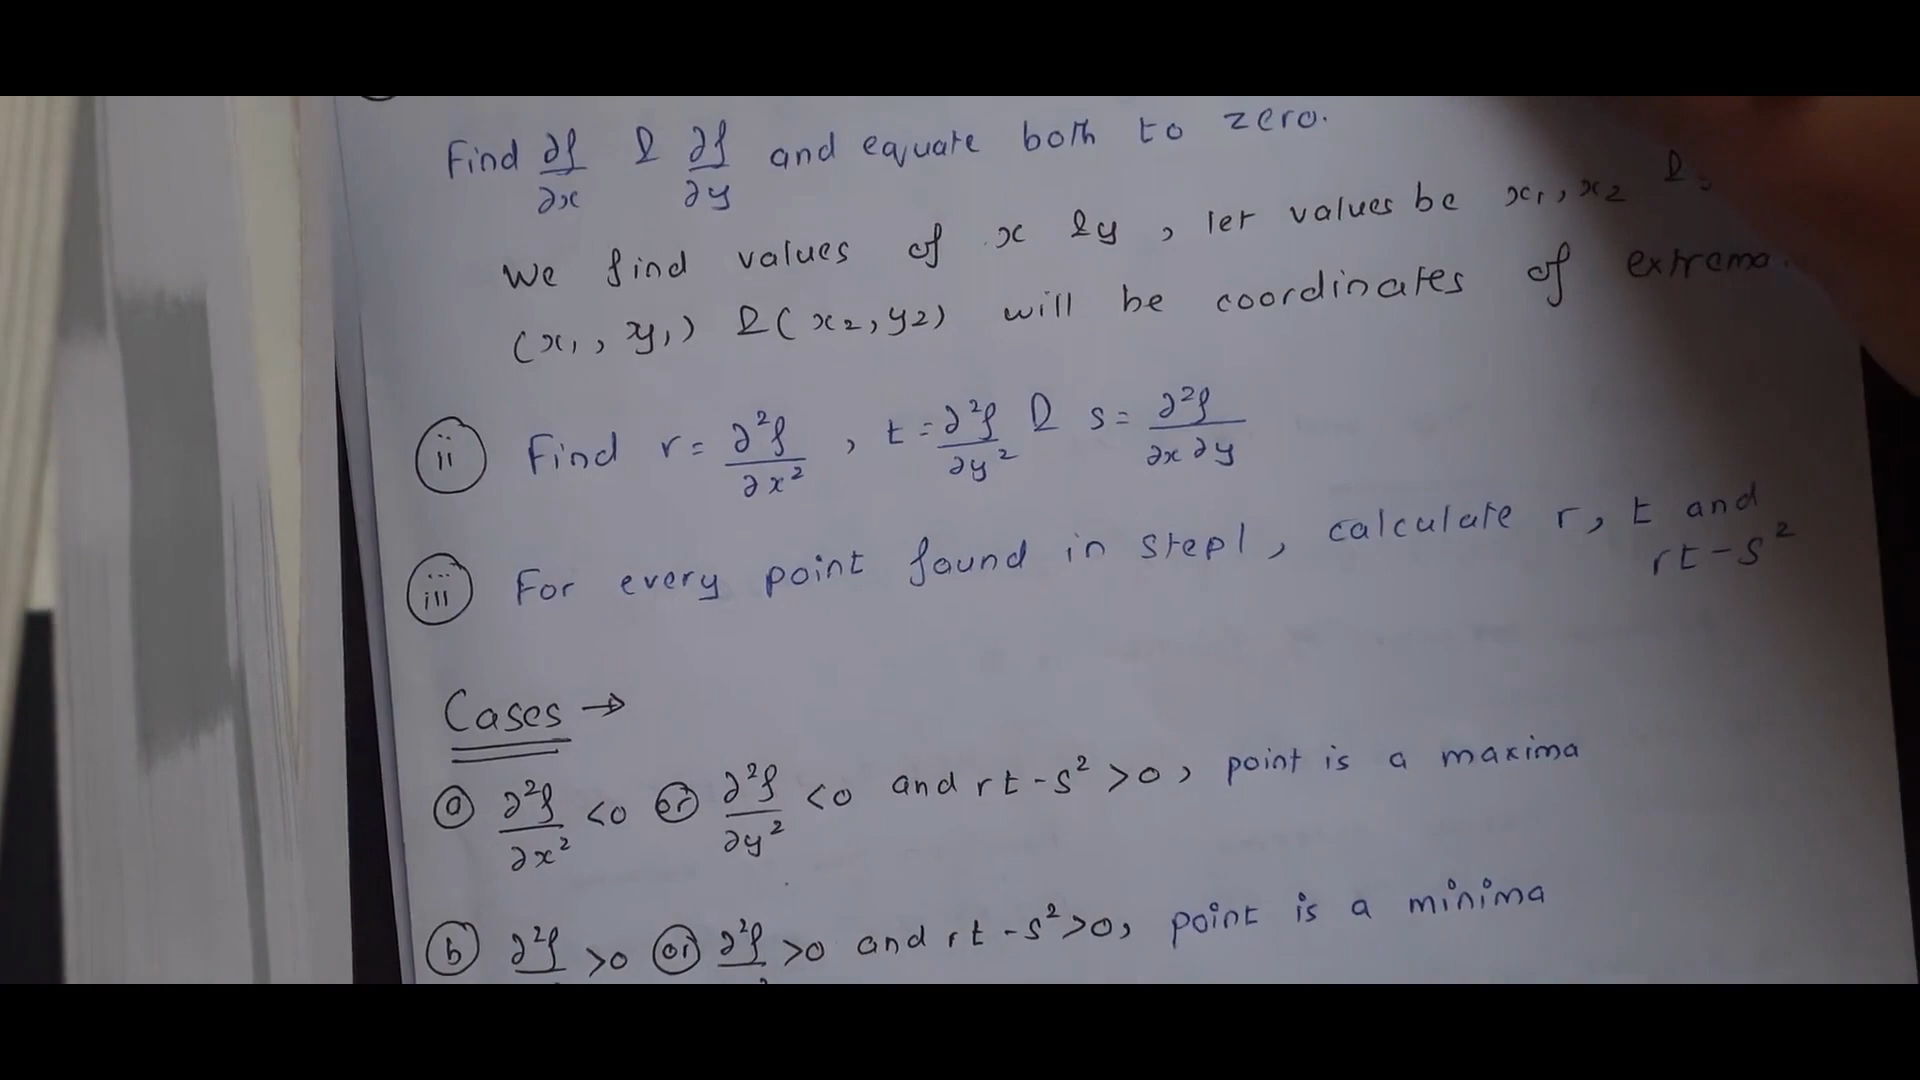 Find ∂f/∂x & ∂f/∂y and equate both to zero.
We find values of x & y, let values be x1, x2 &
(x1, y1) & (x2, y2) will be coordinates of extrema.
(ii) Find r = ∂²f/∂x², t = ∂²f/∂y² & s = ∂²f/∂x∂y
(iii) For every point found in step1, calculate r, t and
rt-s²
Cases →
(a) ∂²f/∂x² <0 (or) ∂²f/∂y² <0 and rt-s² >0, point is a maxima
(b) ∂²f >0 (or) ∂²f >0 and rt-s²>0, point is a minima